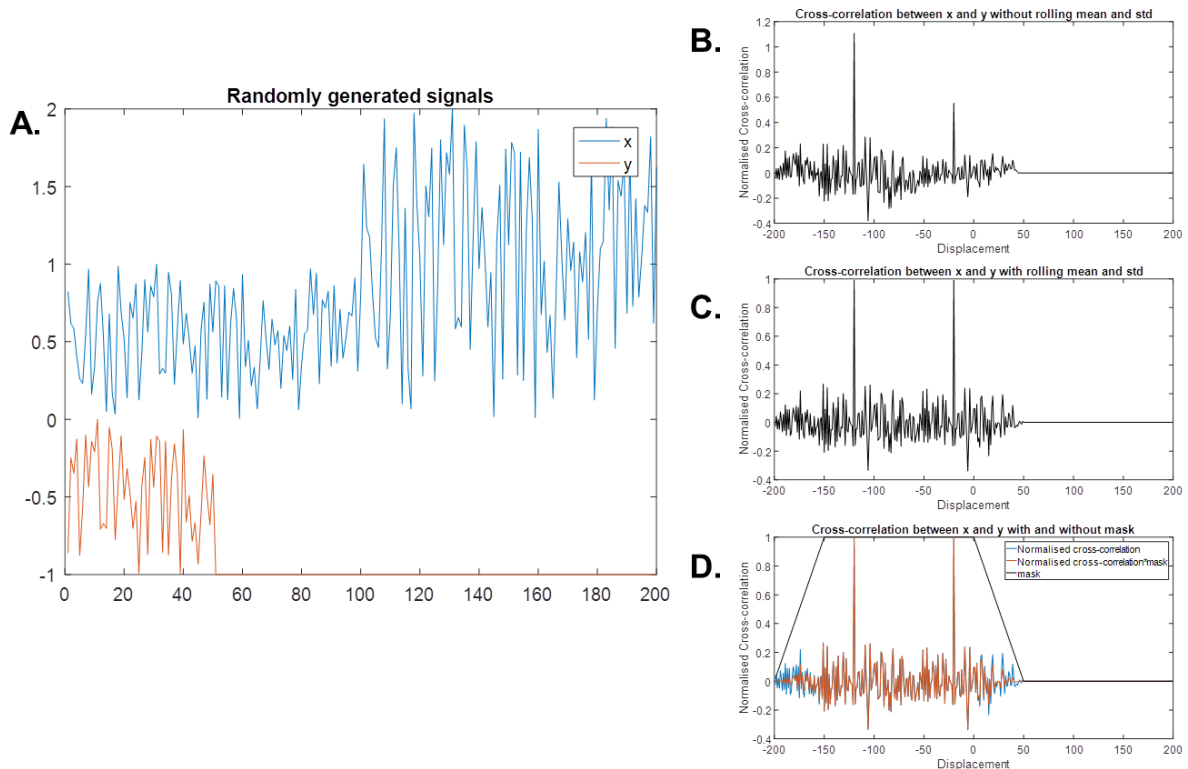 A.
Randomly generated signals
2
1.5
1
0.5
0
-0.5
-1
0 20 40 60 80 100 120 140 160 180 200
x
y
B.
Cross-correlation between x and y without rolling mean and std
Normalised Cross-correlation
1.2
1
0.8
0.6
0.4
0.2
0
-0.2
-0.4
-200 -150 -100 -50 0 50 100 150 200
Displacement
C.
Cross-correlation between x and y with rolling mean and std
Normalised Cross-correlation
1
0.8
0.6
0.4
0.2
0
-0.2
-0.4
-200 -150 -100 -50 0 50 100 150 200
Displacement
D.
Cross-correlation between x and y with and without mask
Normalised Cross-correlation
1
0.8
0.6
0.4
0.2
0
-0.2
-0.4
-200 -150 -100 -50 0 50 100 150 200
Displacement
Normalised cross-correlation
Normalised cross-correlation*mask
mask